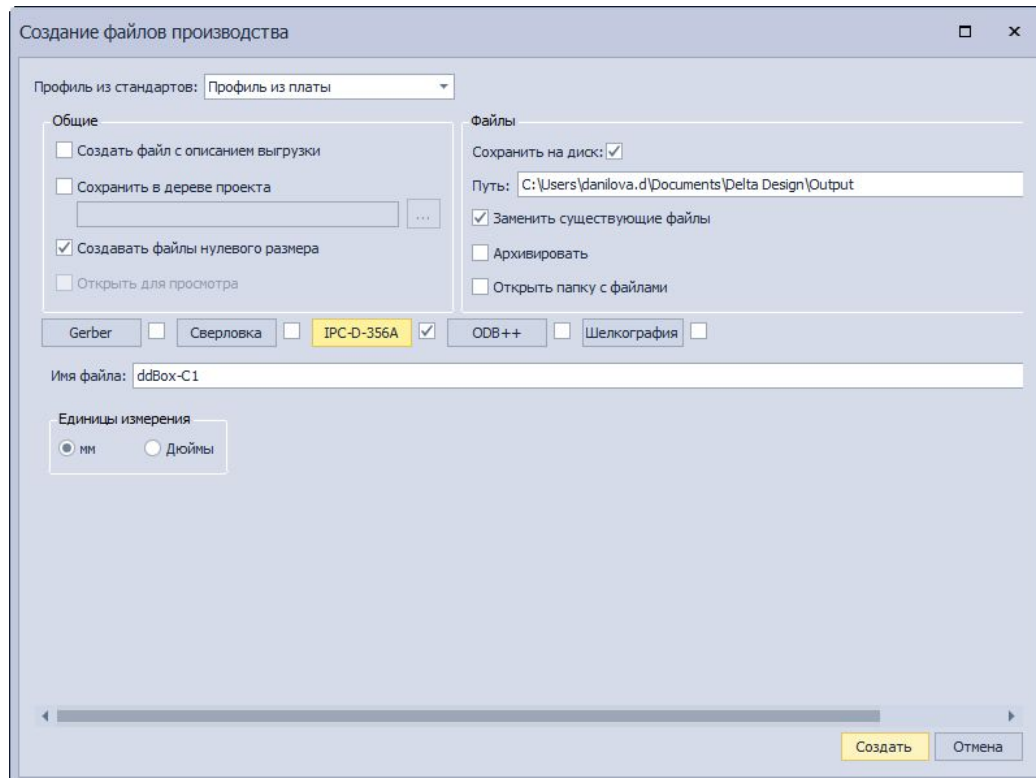 Создание файлов производства
Профиль из стандартов: Профиль из платы
Общие
Создать файл с описанием выгрузки
Сохранить в дереве проекта
...
Создавать файлы нулевого размера
Открыть для просмотра
Файлы
Сохранить на диск:
Путь: C:\Users\danilova.d\Documents\Delta Design\Output
Заменить существующие файлы
Архивировать
Открыть папку с файлами
Gerber Сверловка IPC-D-356A ODB++ Шелкография
Имя файла: ddBox-C1
Единицы измерения
мм Дюймы
Создать Отмена